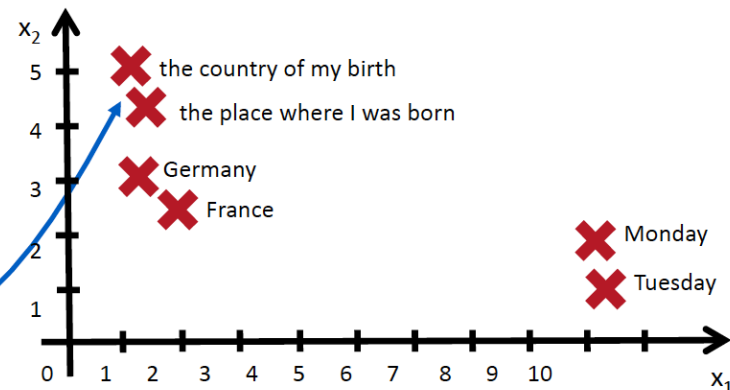 x2
5
the country of my birth
the place where I was born
4
Germany
3
France
Monday
2
Tuesday
1
0 1 2 3 4 5 6 7 8 9 10
x1